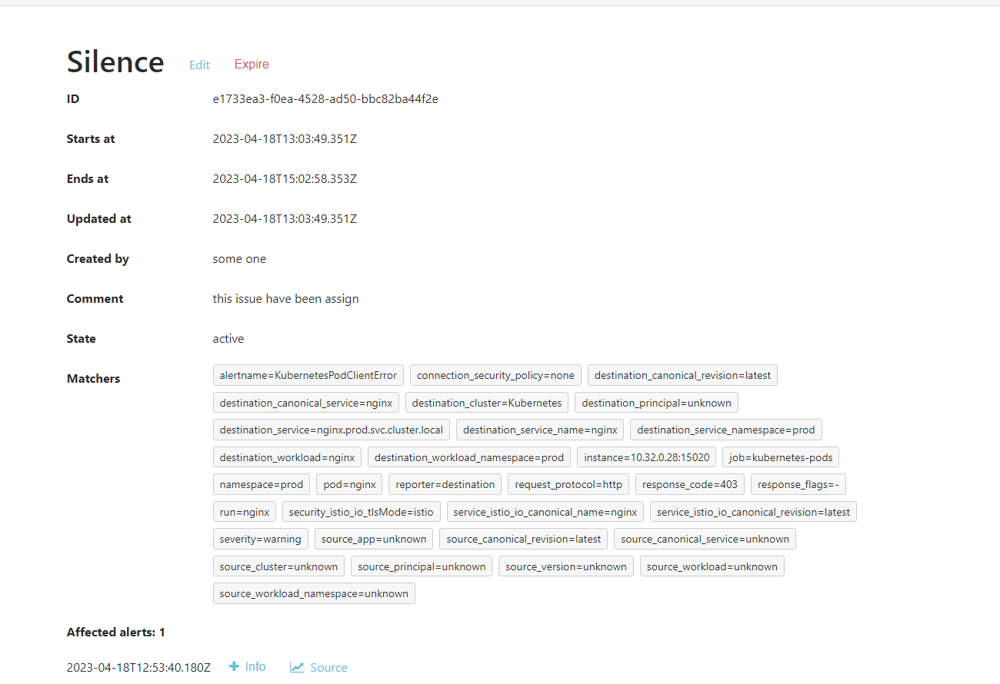 Silence Edit Expire
ID e1733ea3-f0ea-4528-ad50-bbc82ba44f2e
Starts at 2023-04-18T13:03:49.351Z
Ends at 2023-04-18T15:02:58.353Z
Updated at 2023-04-18T13:03:49.351Z
Created by some one
Comment this issue have been assign
State active
Matchers alertname=KubernetesPodClientError connection_security_policy=none destination_canonical_revision=latest
destination_canonical_service=nginx destination_cluster=Kubernetes destination_principal=unknown
destination_service=nginx.prod.svc.cluster.local destination_service_name=nginx destination_service_namespace=prod
destination_workload=nginx destination_workload_namespace=prod instance=10.32.0.28:15020 job=kubernetes-pods
namespace=prod pod=nginx reporter=destination request_protocol=http response_code=403 response_flags=-
run=nginx security_istio_io_tlsMode=istio service_istio_io_canonical_name=nginx service_istio_io_canonical_revision=latest
severity=warning source_app=unknown source_canonical_revision=latest source_canonical_service=unknown
source_cluster=unknown source_principal=unknown source_version=unknown source_workload=unknown
source_workload_namespace=unknown
Affected alerts: 1
2023-04-18T12:53:40.180Z + Info Source